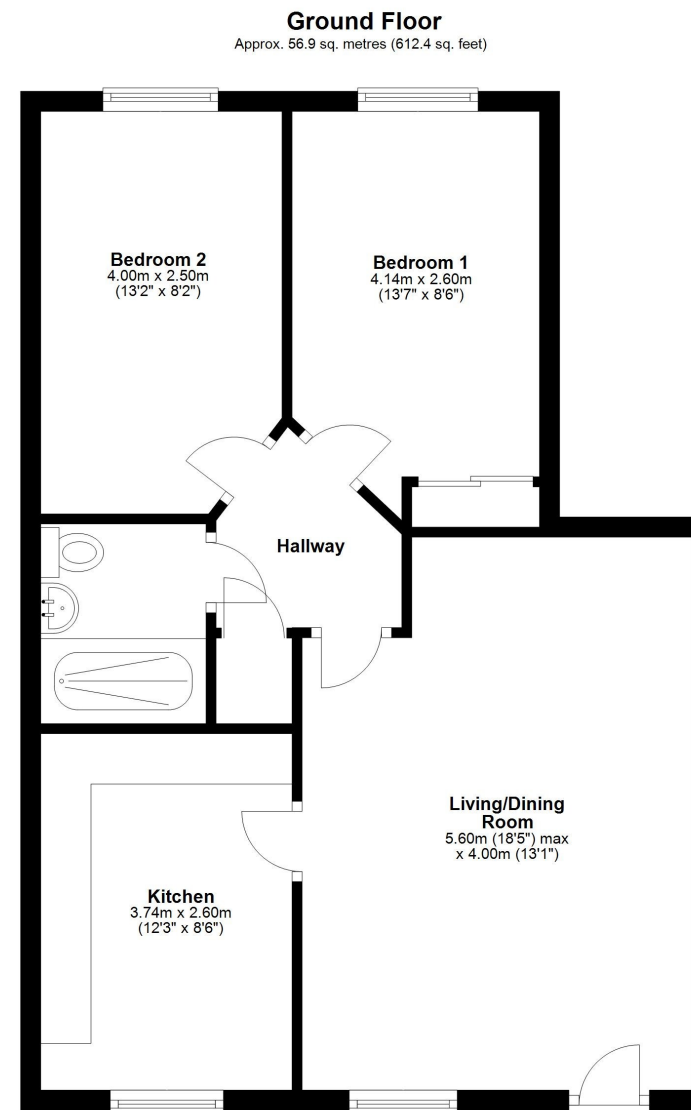 Ground Floor
Approx. 56.9 sq. metres (612.4 sq. feet)
Bedroom 2
4.00m x 2.50m
(13'2" x 8'2")
Bedroom 1
4.14m x 2.60m
(13'7" x 8'6")
Hallway
Living/Dining
Room
5.60m (18'5") max
x 4.00m (13'1")
Kitchen
3.74m x 2.60m
(12'3" x 8'6")